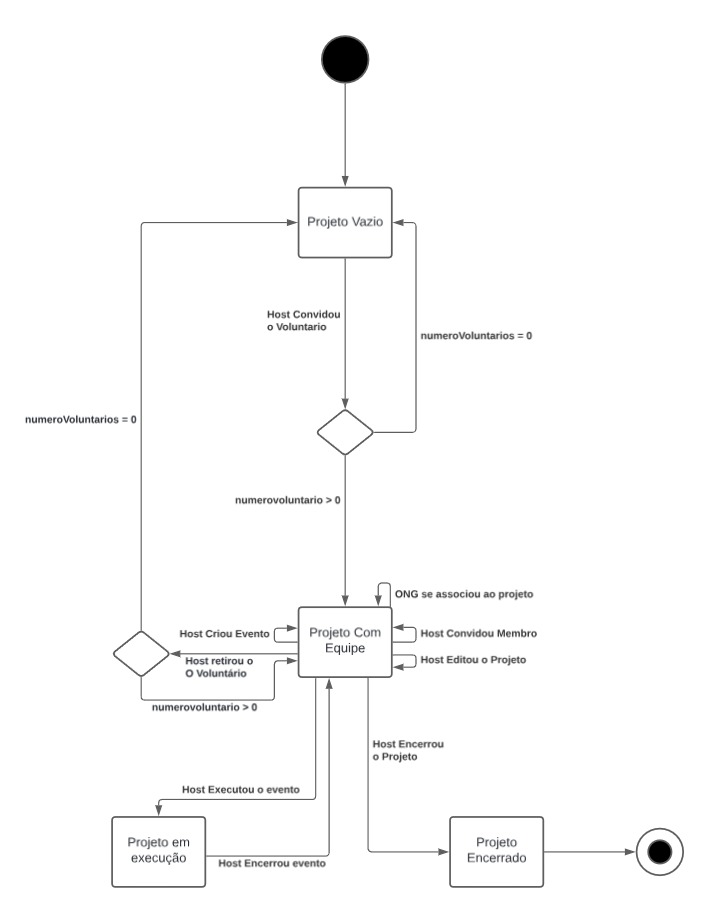 Projeto Vazio
Host Convidou
o Voluntario
numeroVoluntarios = 0
numeroVoluntarios = 0
numerovoluntario > 0
ONG se associou ao projeto
Host Criou Evento
Projeto Com
Equipe
Host Convidou Membro
Host Editou o Projeto
Host retirou o
O Voluntário
numerovoluntario > 0
Host Encerrou
o Projeto
Host Executou o evento
Projeto em
execução
Host Encerrou evento
Projeto
Encerrado